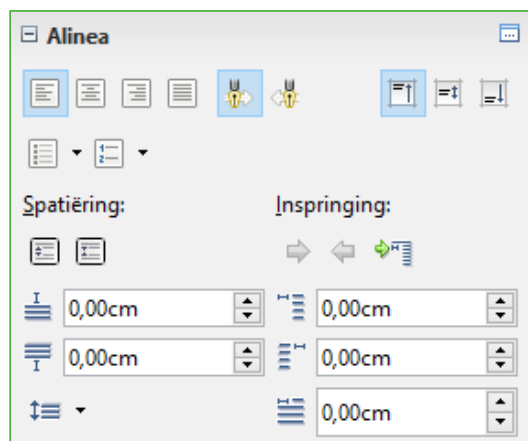 Alinea
Spatiëring: Inspringing:
0,00cm 0,00cm
0,00cm 0,00cm
0,00cm